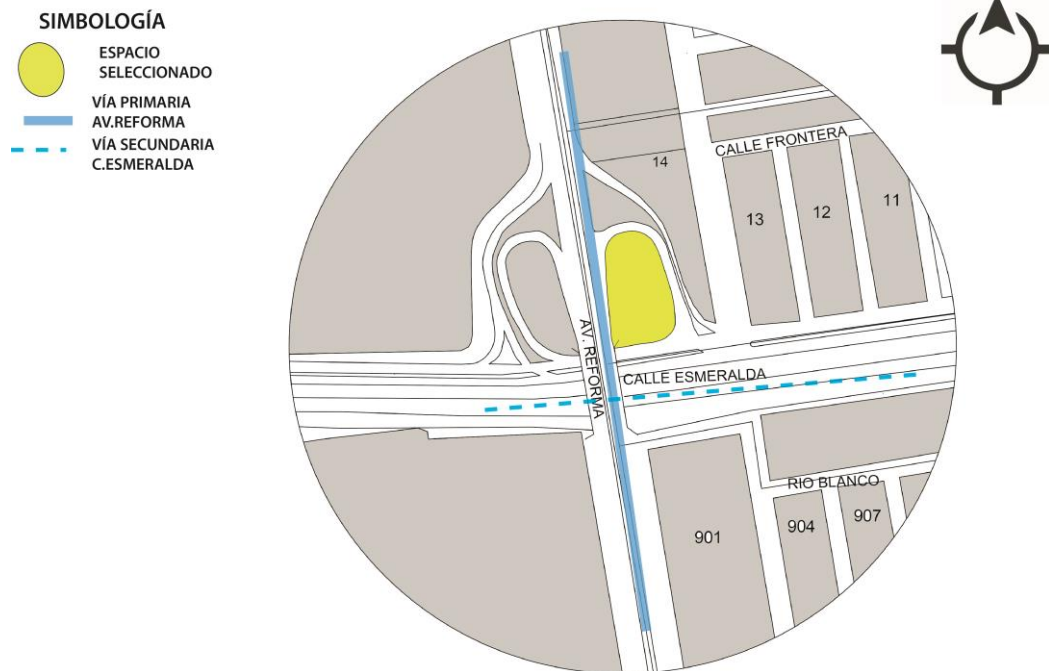 SIMBOLOGÍA
ESPACIO
SELECCIONADO
VÍA PRIMARIA
AV.REFORMA
VÍA SECUNDARIA
C.ESMERALDA
CALLE FRONTERA
14
13
12
11
AV. REFORMA
CALLE ESMERALDA
RIO BLANCO
901
904
907